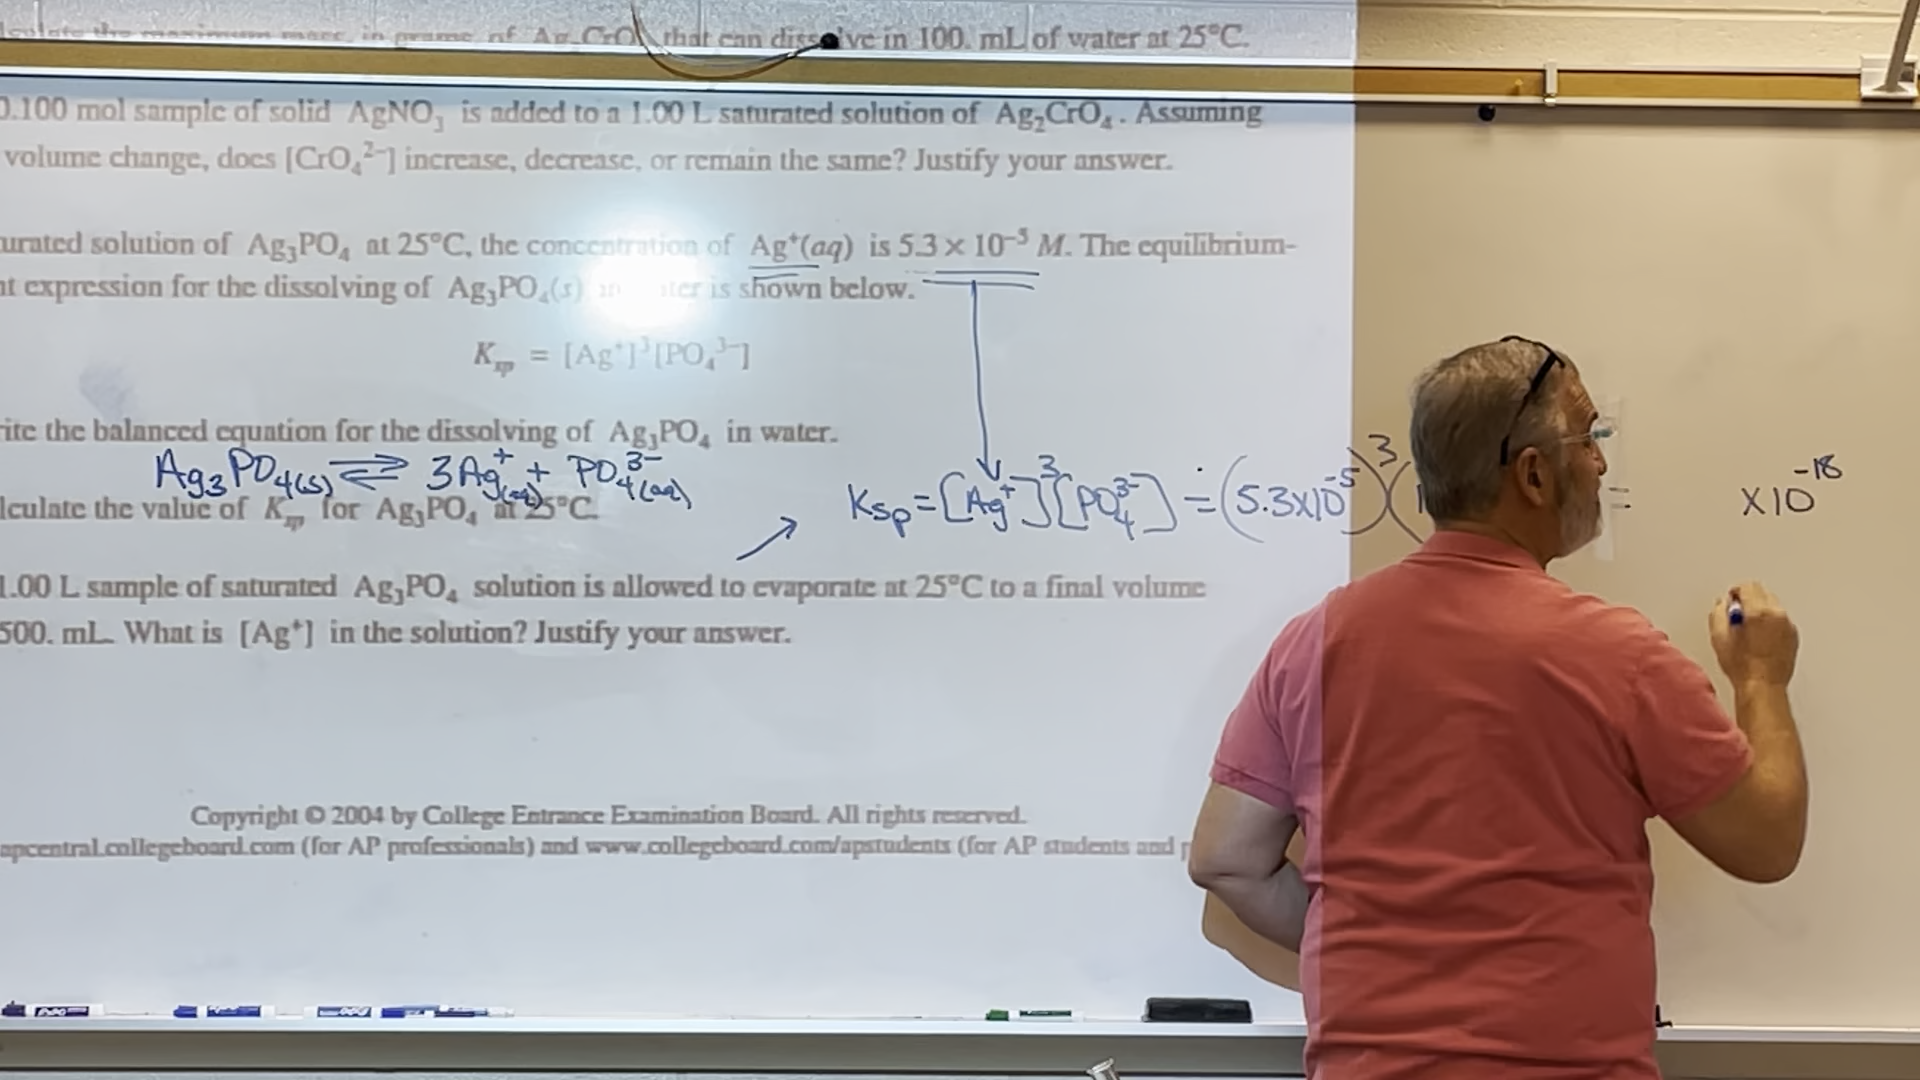 the maximum mass, in grams of Ag CrO that can dissolve in 100. mL of water at 25°C.
0.100 mol sample of solid AgNO₃ is added to a 1.00 L saturated solution of Ag₂CrO₄. Assuming
volume change, does [CrO₄²⁻] increase, decrease, or remain the same? Justify your answer.
urated solution of Ag₃PO₄ at 25°C, the concentration of Ag⁺(aq) is 5.3 × 10⁻⁵ M. The equilibrium-
nt expression for the dissolving of Ag₃PO₄(s) in water is shown below.
Kₛₚ = [Ag⁺]³[PO₄³⁻]
rite the balanced equation for the dissolving of Ag₃PO₄ in water.
Ag₃PO₄(s) ⇌ 3Ag⁺(aq) + PO₄³⁻(aq)
Ksp = [Ag⁺]³[PO₄³⁻] = (5.3x10⁻⁵)³(1 = x10⁻¹⁸
lculate the value of Kₛₚ for Ag₃PO₄ at 25°C.
1.00 L sample of saturated Ag₃PO₄ solution is allowed to evaporate at 25°C to a final volume
500. mL. What is [Ag⁺] in the solution? Justify your answer.
Copyright © 2004 by College Entrance Examination Board. All rights reserved.
apcentral.collegeboard.com (for AP professionals) and www.collegeboard.com/apstudents (for AP students and p